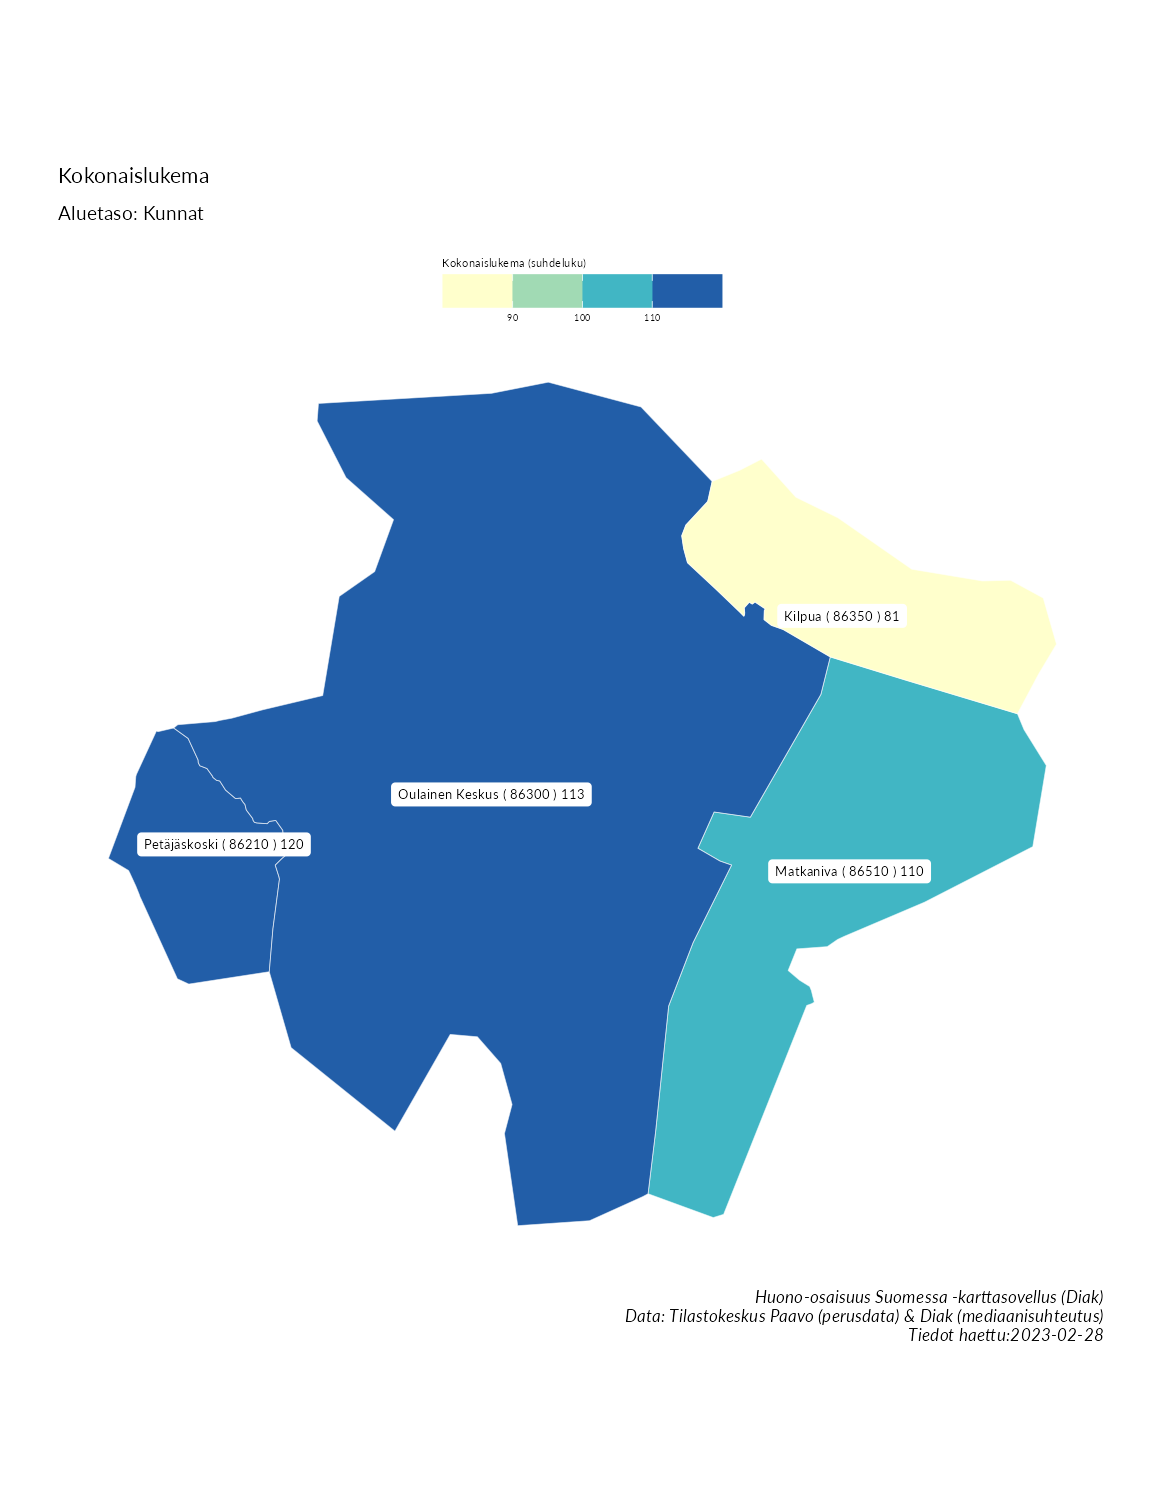 Kokonaislukema
Aluetaso: Kunnat
Kokonaislukema (suhdeluku)
90 100 110
Kilpua ( 86350 ) 81
Oulainen Keskus ( 86300 ) 113
Petäjäskoski ( 86210 ) 120
Matkaniva ( 86510 ) 110
Huono-osaisuus Suomessa -karttasovellus (Diak)
Data: Tilastokeskus Paavo (perusdata) & Diak (mediaanisuhteutus)
Tiedot haettu:2023-02-28